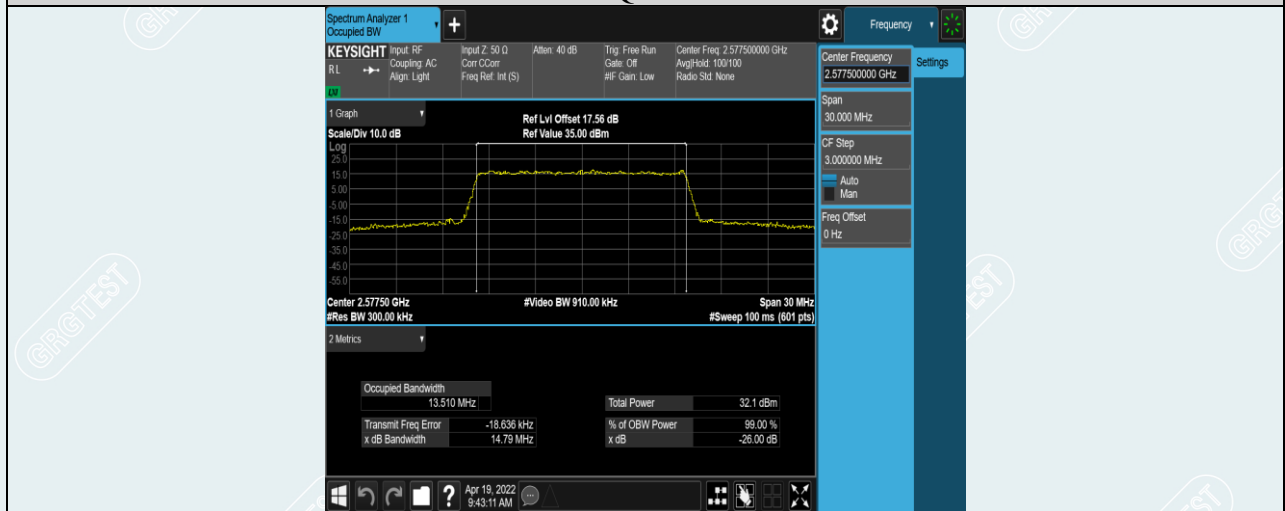 Spectrum Analyzer 1
Occupied BW
Frequency
KEYSIGHT
RL
LXI
Input: RF
Coupling: AC
Align: Light
Input Z: 50 Ω
Corr CCorr
Freq Ref: Int (S)
Atten: 40 dB
Trig: Free Run
Gate: Off
#IF Gain: Low
Center Freq: 2.577500000 GHz
Avg|Hold: 100/100
Radio Std: None
Center Frequency
2.577500000 GHz
Settings
Span
30.000 MHz
CF Step
3.000000 MHz
Auto
Man
Freq Offset
0 Hz
1 Graph
Scale/Div 10.0 dB
Ref Lvl Offset 17.56 dB
Ref Value 35.00 dBm
Log
25.0
15.0
5.00
-5.00
-15.0
-25.0
-35.0
-45.0
-55.0
Center 2.57750 GHz
#Res BW 300.00 kHz
#Video BW 910.00 kHz
Span 30 MHz
#Sweep 100 ms (601 pts)
2 Metrics
Occupied Bandwidth
13.510 MHz
Total Power 32.1 dBm
Transmit Freq Error -18.636 kHz
% of OBW Power 99.00 %
x dB Bandwidth 14.79 MHz
x dB -26.00 dB
?
Apr 19, 2022
9:43:11 AM
GRGTEST